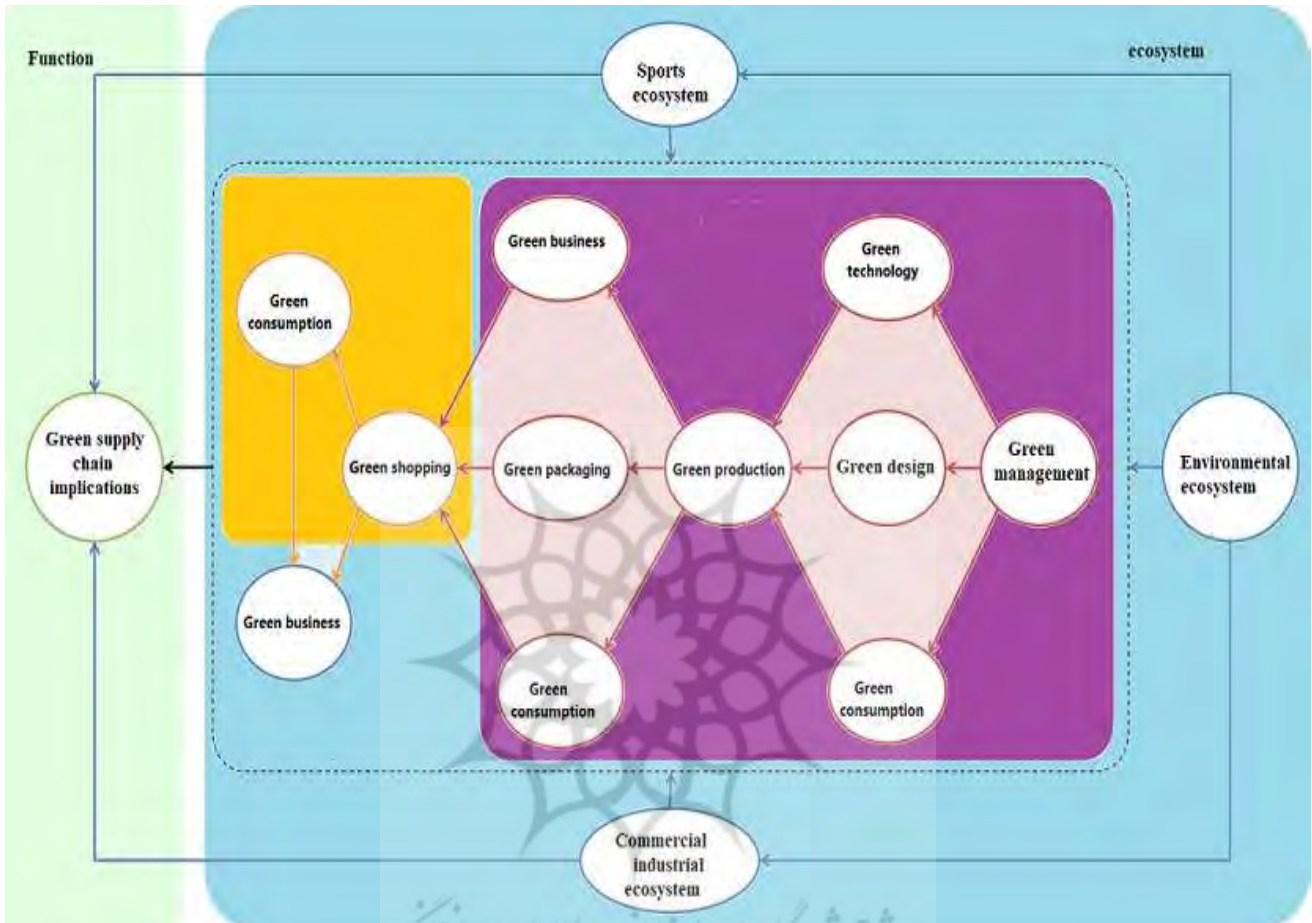 Function
ecosystem
Sports
ecosystem
Green business
Green
technology
Green
consumption
Green supply
chain
implications
Green shopping
Green packaging
Green production
Green design
Green
management
Environmental
ecosystem
Green business
Green
consumption
Green
consumption
Commercial
industrial
ecosystem